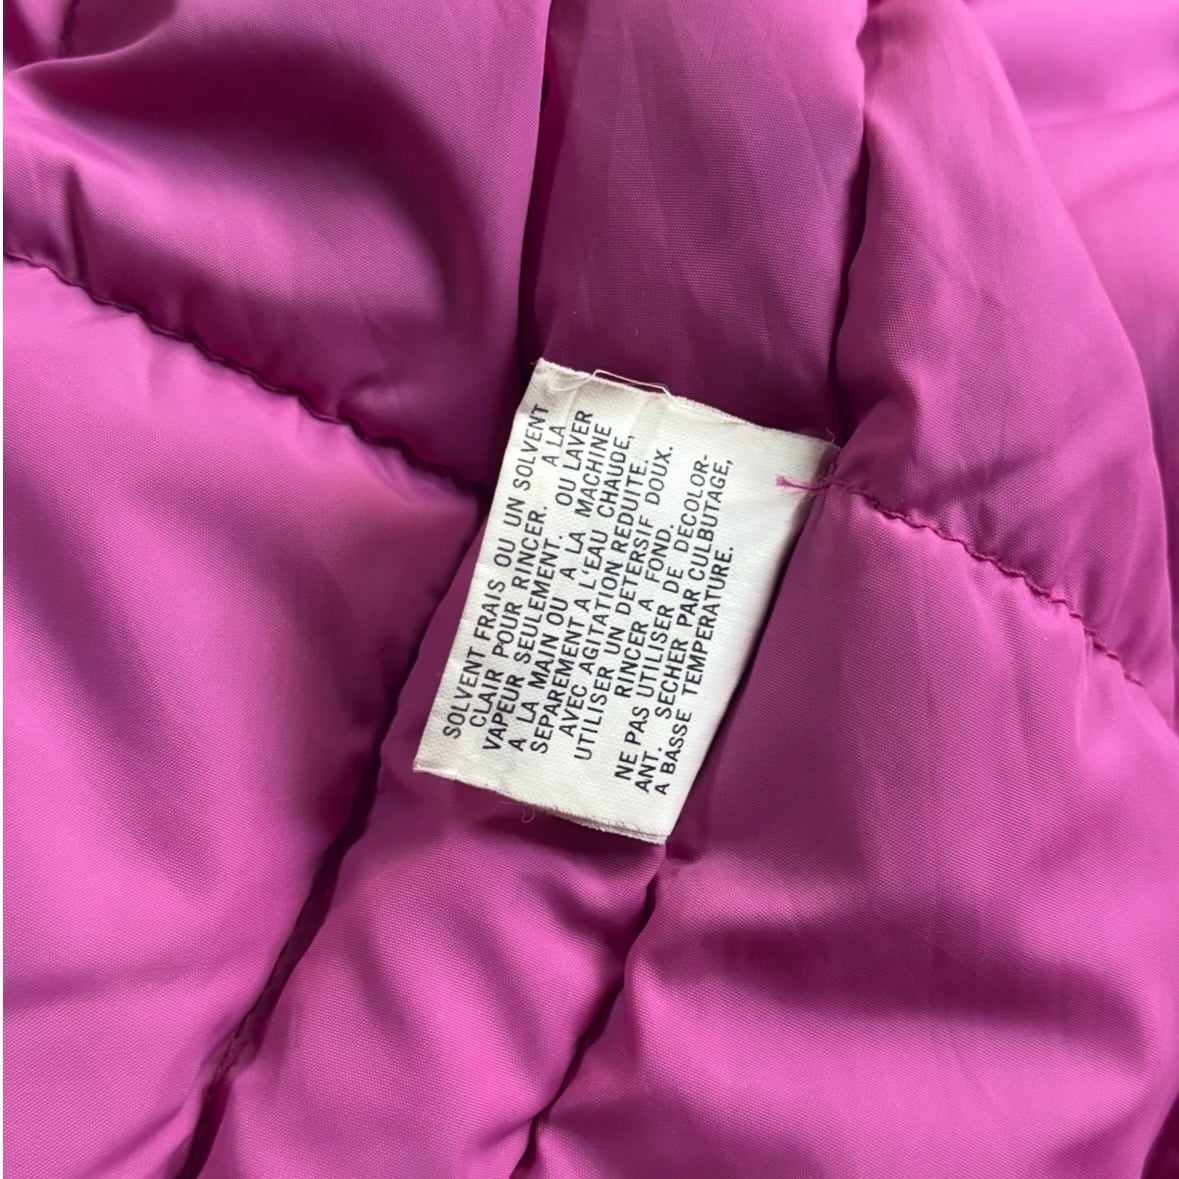 SOLVENT FRAIS OU UN SOLVENT
CLAIR POUR RINCER. A LA
VAPEUR SEULEMENT. OU LAVER
A LA MAIN OU A LA MACHINE
SEPAREMENT A L'EAU CHAUDE,
AVEC AGITATION REDUITE.
UTILISER UN DETERSIF DOUX.
RINCER A FOND.
NE PAS UTILISER DE DECOLOR-
ANT. SECHER PAR CULBUTAGE,
A BASSE TEMPERATURE.